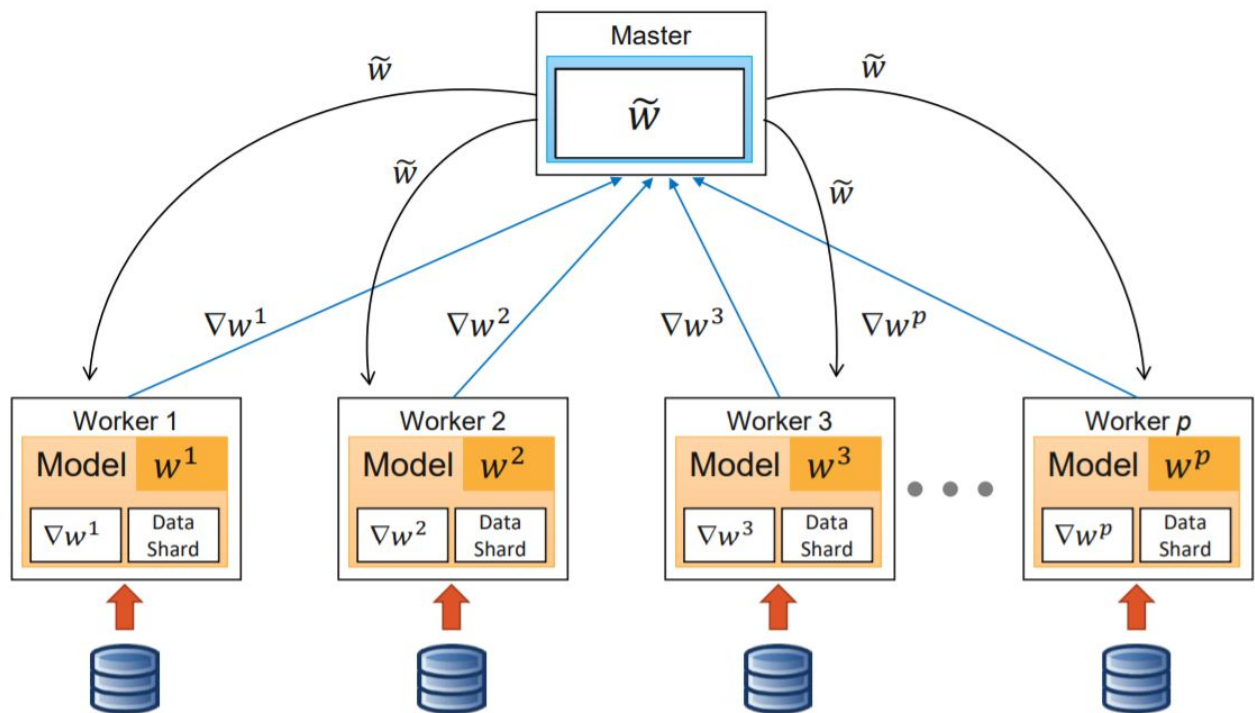 Master
w̃
w̃
w̃
w̃
w̃
∇w¹
∇w²
∇w³
∇wᵖ
Worker 1
Model w¹
∇w¹
Data
Shard
Worker 2
Model w²
∇w²
Data
Shard
Worker 3
Model w³
∇w³
Data
Shard
Worker p
Model wᵖ
∇wᵖ
Data
Shard